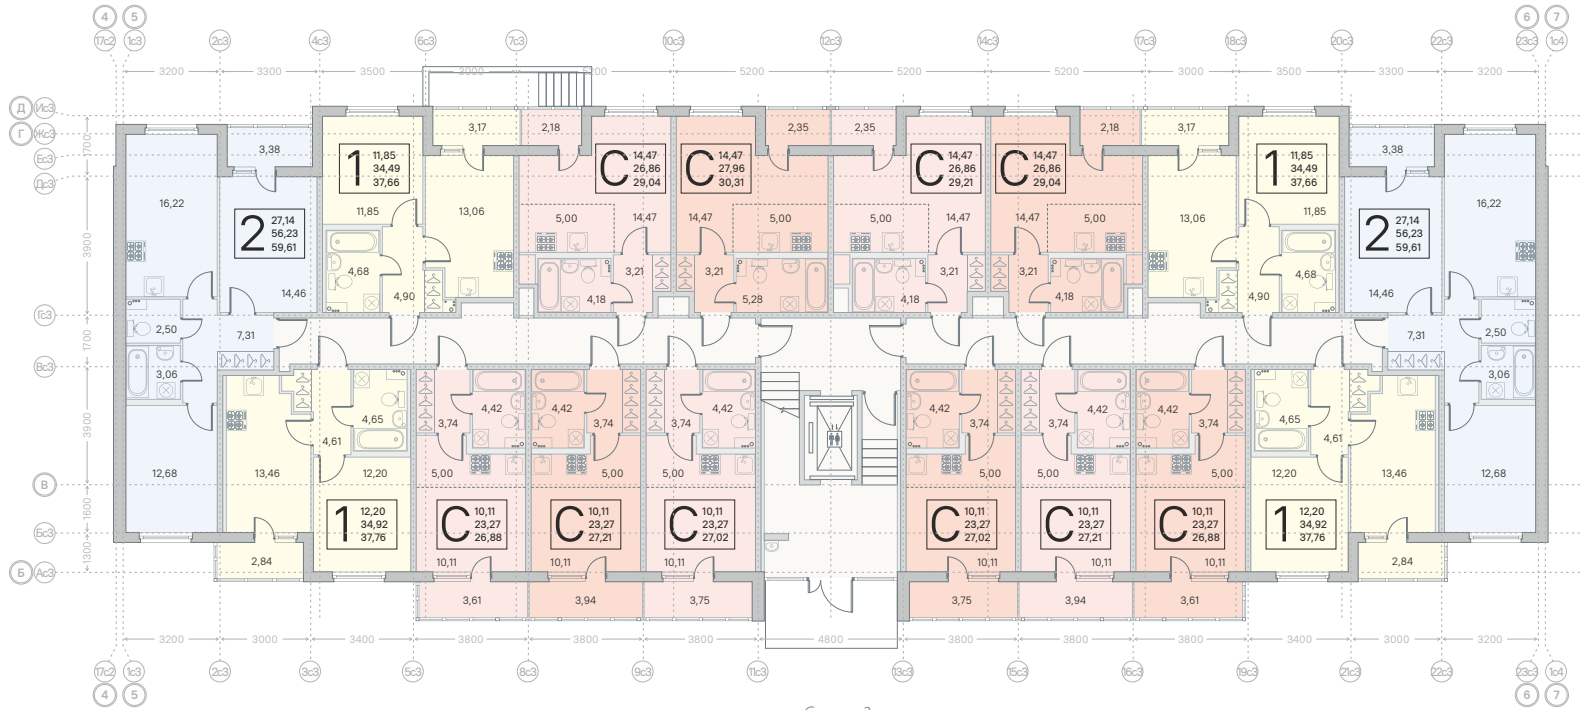 4 5 6 7
17с2 1с3 2с3 4с3 6с3 7с3 10с3 12с3 14с3 17с3 18с3 20с3 22с3 23с3 1с4
3200 3300 3500 3000 5200 5200 5200 5200 3000 3500 3300 3200
Д Ис3
Г Жс3
Ес3
Дс3
Гс3
Вс3
В
Бс3
Б Ас3
1700
3900
1700
3900
1600
1300
3,17 2,18 2,35 2,35 2,18 3,17
3,38 3,38
1 11,85
34,49
37,66
С 14,47
26,86
29,04
С 14,47
27,96
30,31
С 14,47
26,86
29,21
С 14,47
26,86
29,04
1 11,85
34,49
37,66
16,22 11,85 13,06 5,00 14,47 14,47 5,00 5,00 14,47 14,47 5,00 13,06 11,85 16,22
2 27,14
56,23
59,61
2 27,14
56,23
59,61
4,68 3,21 3,21 3,21 3,21 4,68
14,46 4,90 4,18 5,28 4,18 4,18 4,90 14,46
2,50 7,31 7,31 2,50
3,06 3,06
4,65 4,42 4,42 4,42 4,42 4,42 4,42 4,65
4,61 3,74 3,74 3,74 3,74 3,74 3,74 4,61
12,68 13,46 12,20 5,00 5,00 5,00 5,00 5,00 5,00 12,20 13,46 12,68
1 12,20
34,92
37,76
С 10,11
23,27
26,88
С 10,11
23,27
27,21
С 10,11
23,27
27,02
С 10,11
23,27
27,02
С 10,11
23,27
27,21
С 10,11
23,27
26,88
1 12,20
34,92
37,76
2,84 10,11 10,11 10,11 10,11 10,11 10,11 2,84
3,61 3,94 3,75 3,75 3,94 3,61
3200 3000 3400 3800 3800 3800 4800 3800 3800 3800 3400 3000 3200
17с2 1с3 2с3 3с3 5с3 8с3 9с3 11с3 13с3 15с3 16с3 19с3 21с3 22с3 23с3 1с4
4 5 6 7